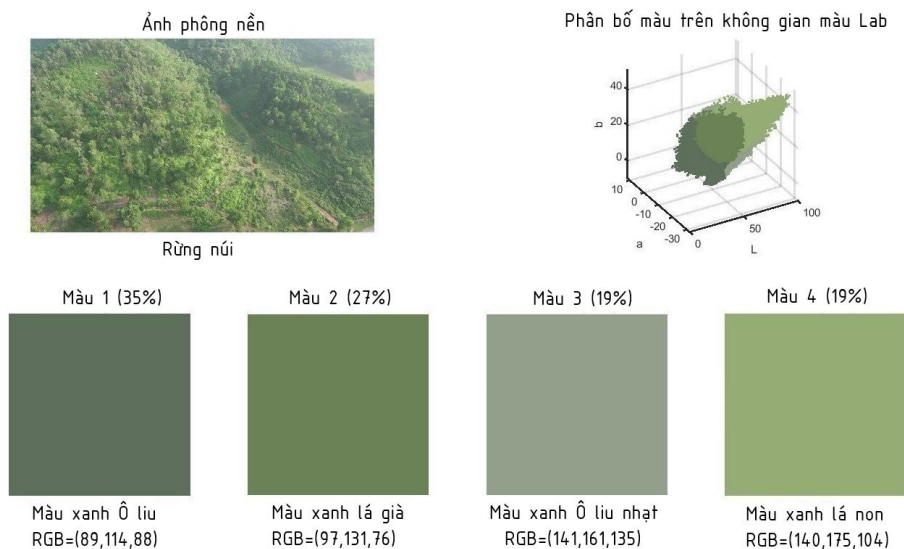 Ảnh phông nền
Phân bố màu trên không gian màu Lab
40
20
0
b
10
0
-10
-20
-30
a
0
50
100
L
Rừng núi
Màu 1 (35%)
Màu 2 (27%)
Màu 3 (19%)
Màu 4 (19%)
Màu xanh Ô liu
RGB=(89,114,88)
Màu xanh lá già
RGB=(97,131,76)
Màu xanh Ô liu nhạt
RGB=(141,161,135)
Màu xanh lá non
RGB=(140,175,104)